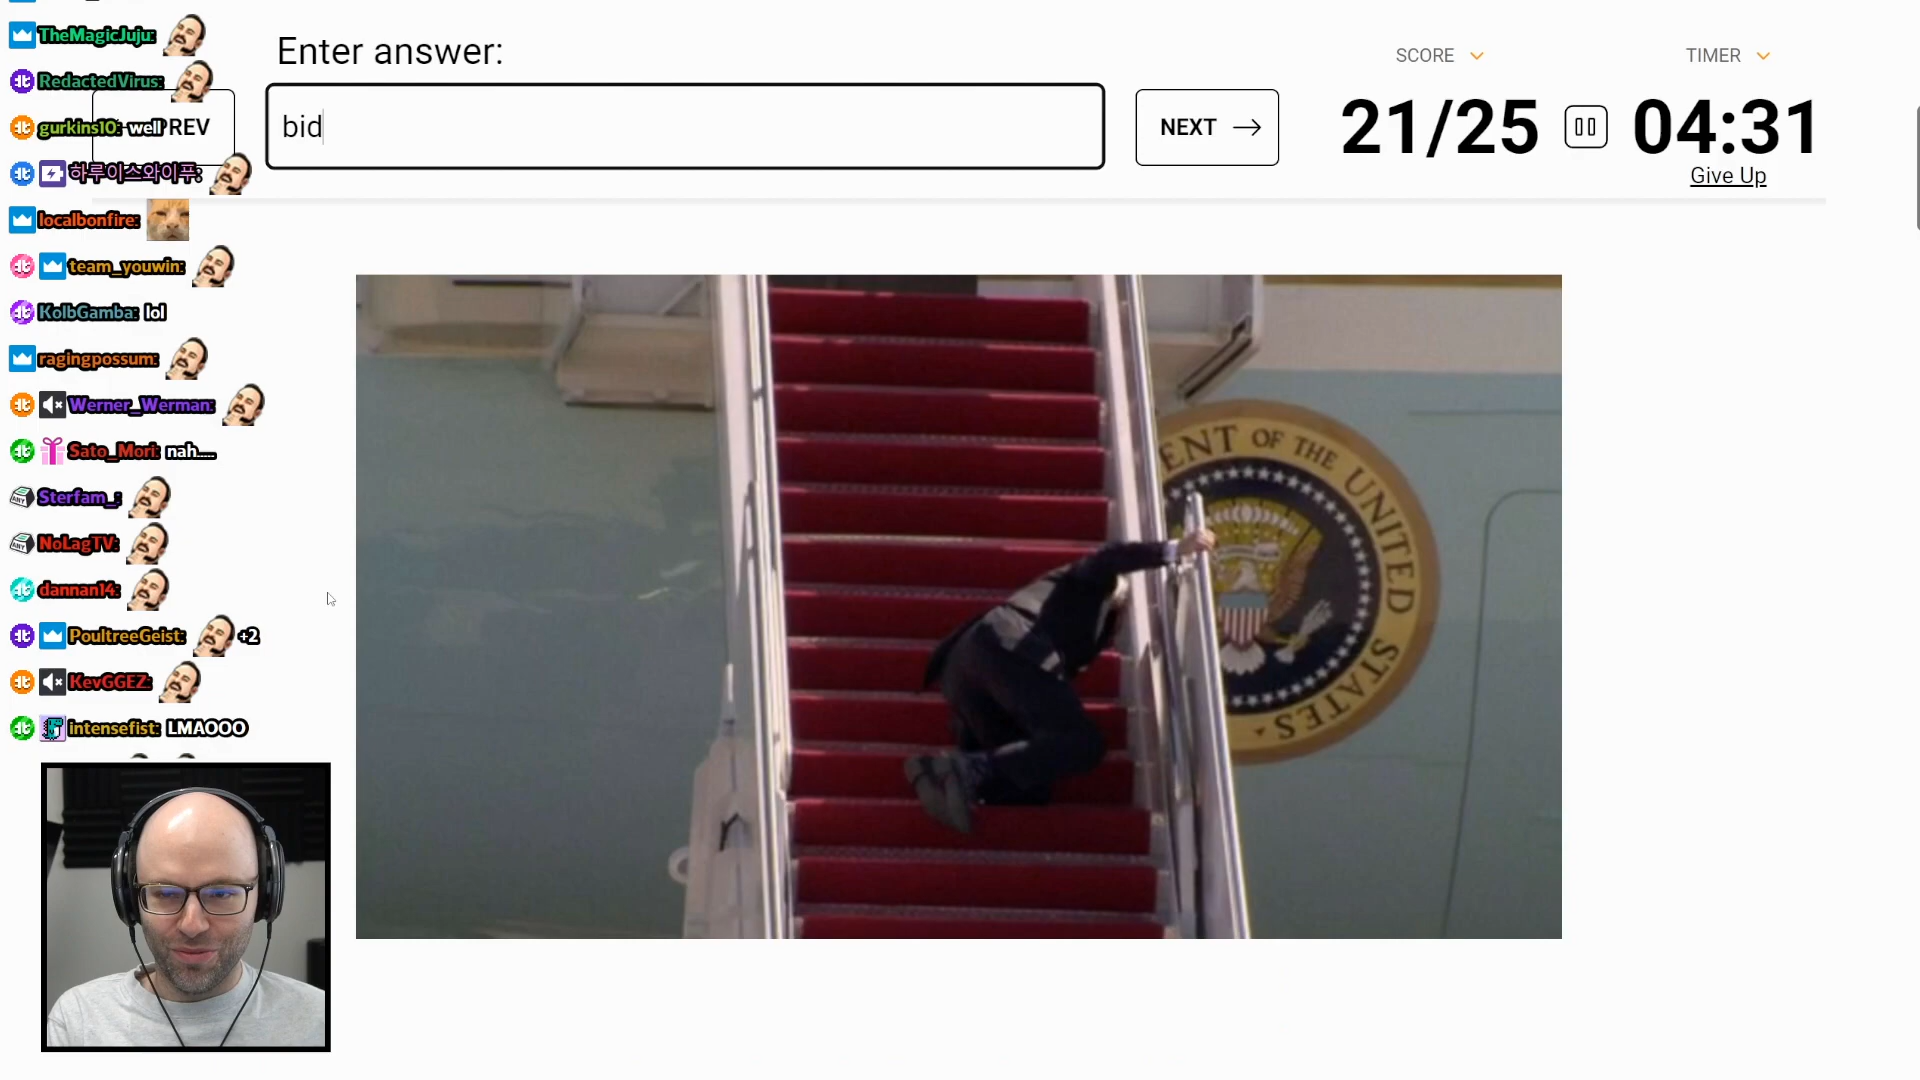 TheMagicJuju:
RedactedVirus:
gurkins10: well
하루이스와이푸:
localbonfire:
team_youwin:
KolbGamba: lol
ragingpossum:
Werner_Werman:
Sato_Mori: nah.....
Sterfam_:
NoLagTV:
dannan14:
PoultreeGeist: +2
KevGGEZ:
intensefist: LMAOOO
REV
Enter answer:
bid
NEXT
SCORE
21/25
TIMER
04:31
Give Up
ENT OF THE UNITED STATES